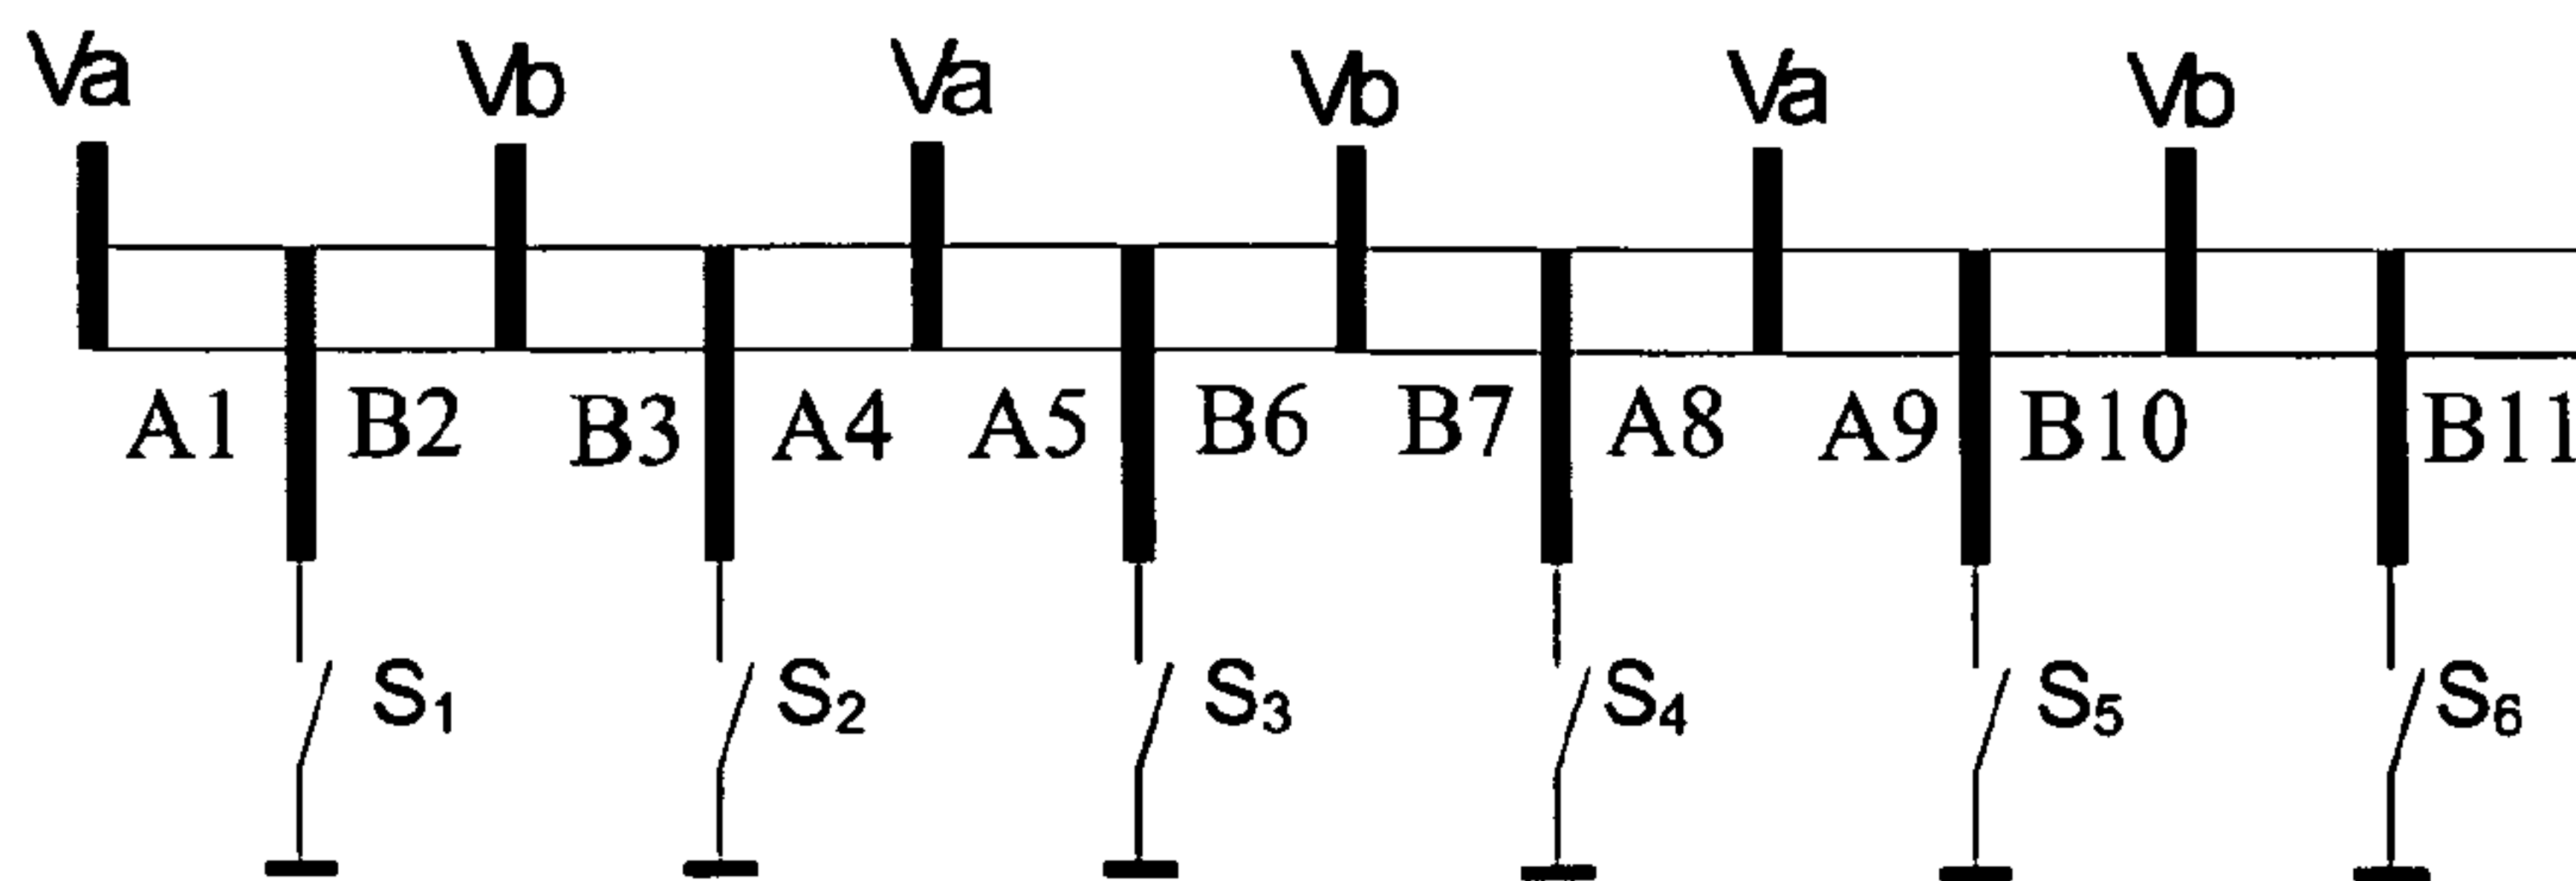 Va Vb Va Vb Va Vb
A1 B2 B3 A4 A5 B6 B7 A8 A9 B10 B11
S₁ S₂ S₃ S₄ S₅ S₆